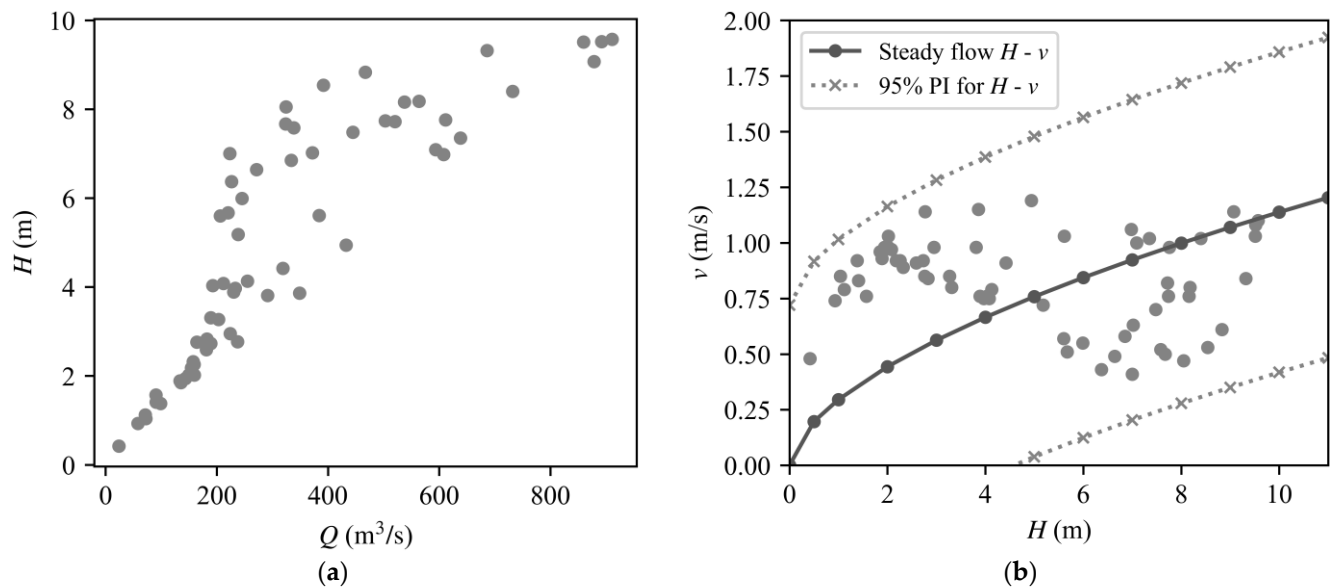 10
8
6
4
2
0
H (m)
0 200 400 600 800
Q (m³/s)
(a)
2.00
1.75
1.50
1.25
1.00
0.75
0.50
0.25
0.00
v (m/s)
Steady flow H - v
95% PI for H - v
0 2 4 6 8 10
H (m)
(b)